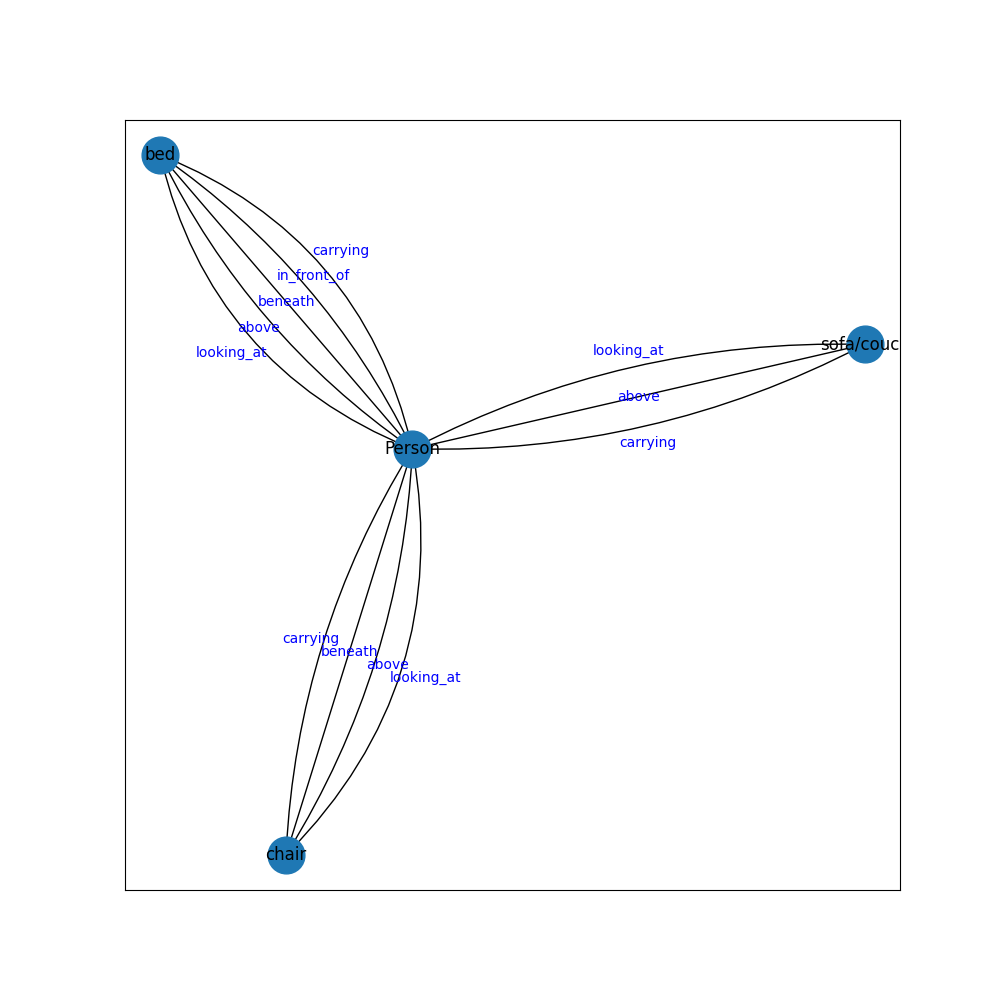 bed
carrying
in_front_of
beneath
above
looking_at
sofa/couc
looking_at
above
carrying
Person
carrying
beneath
above
looking_at
chair